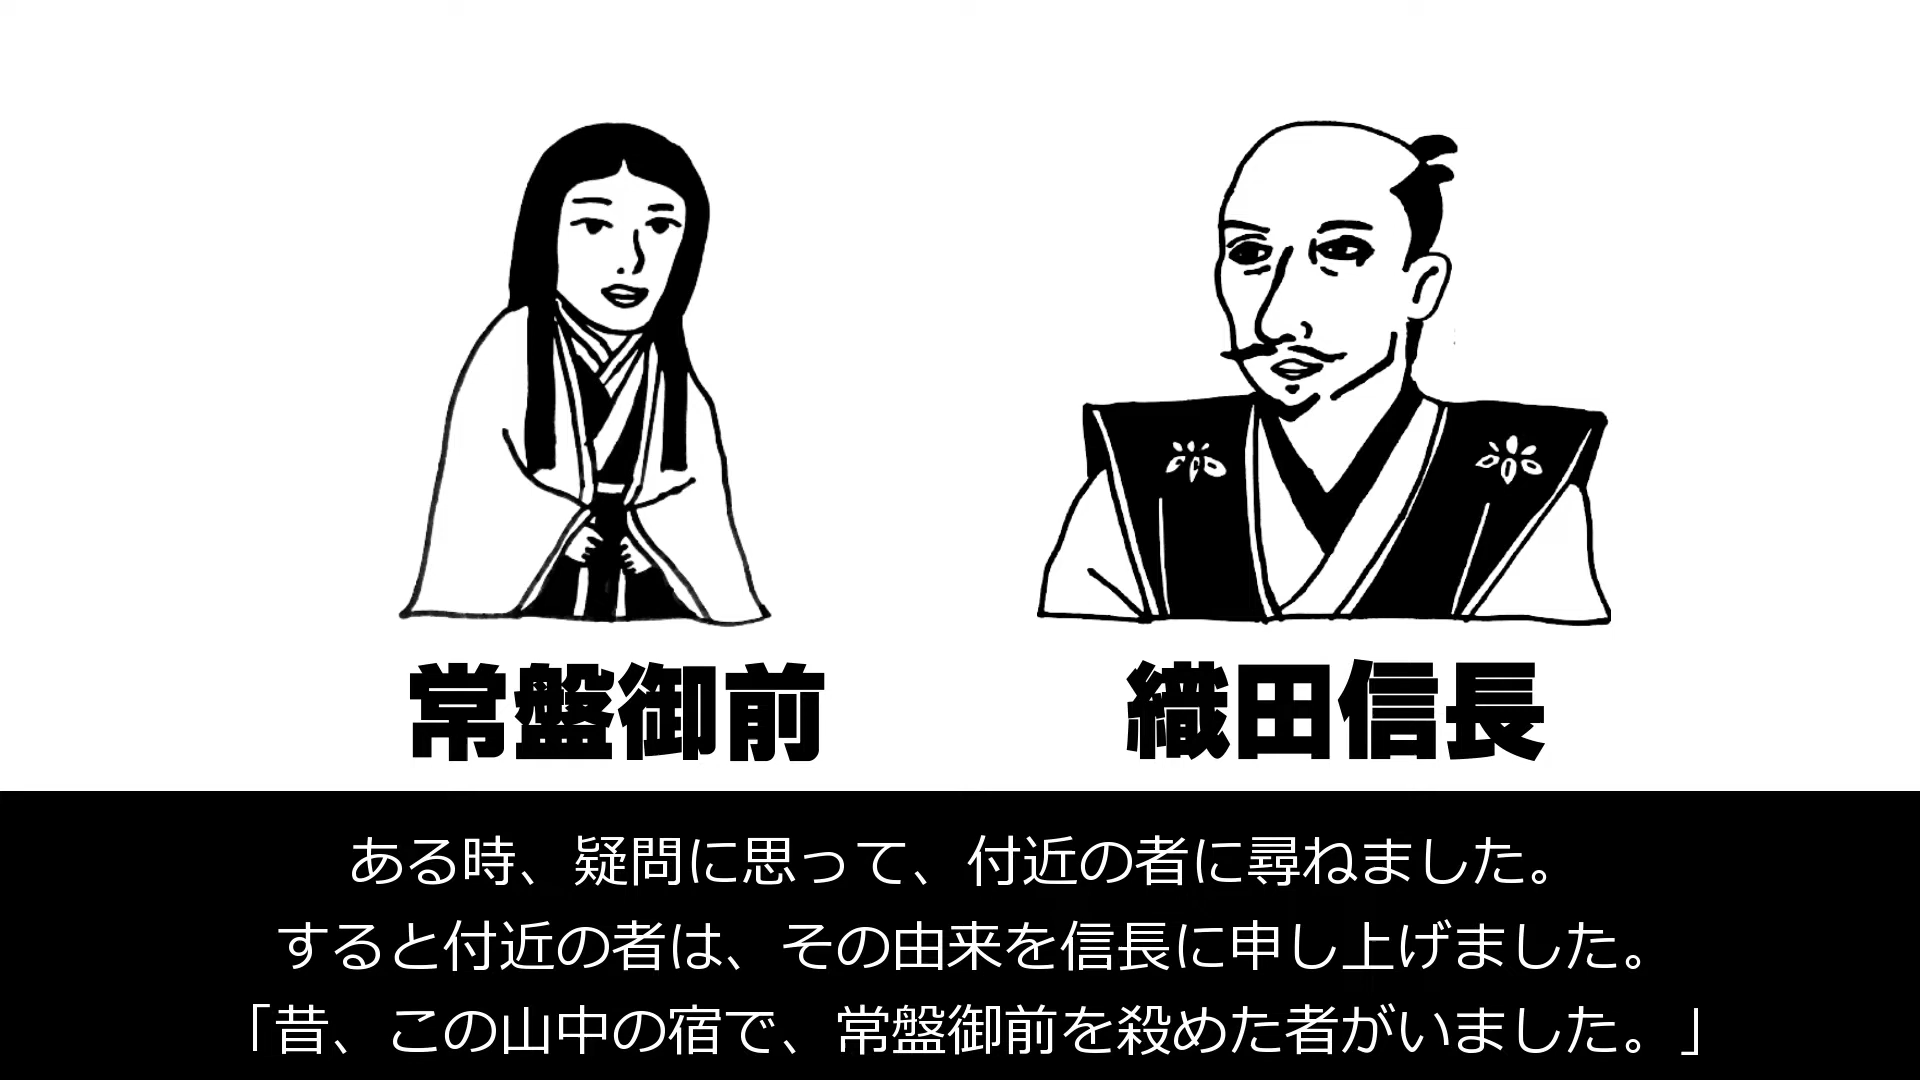 常盤御前
織田信長
ある時、疑問に思って、付近の者に尋ねました。
すると付近の者は、その由来を信長に申し上げました。
「昔、この山中の宿で、常盤御前を殺めた者がいました。」